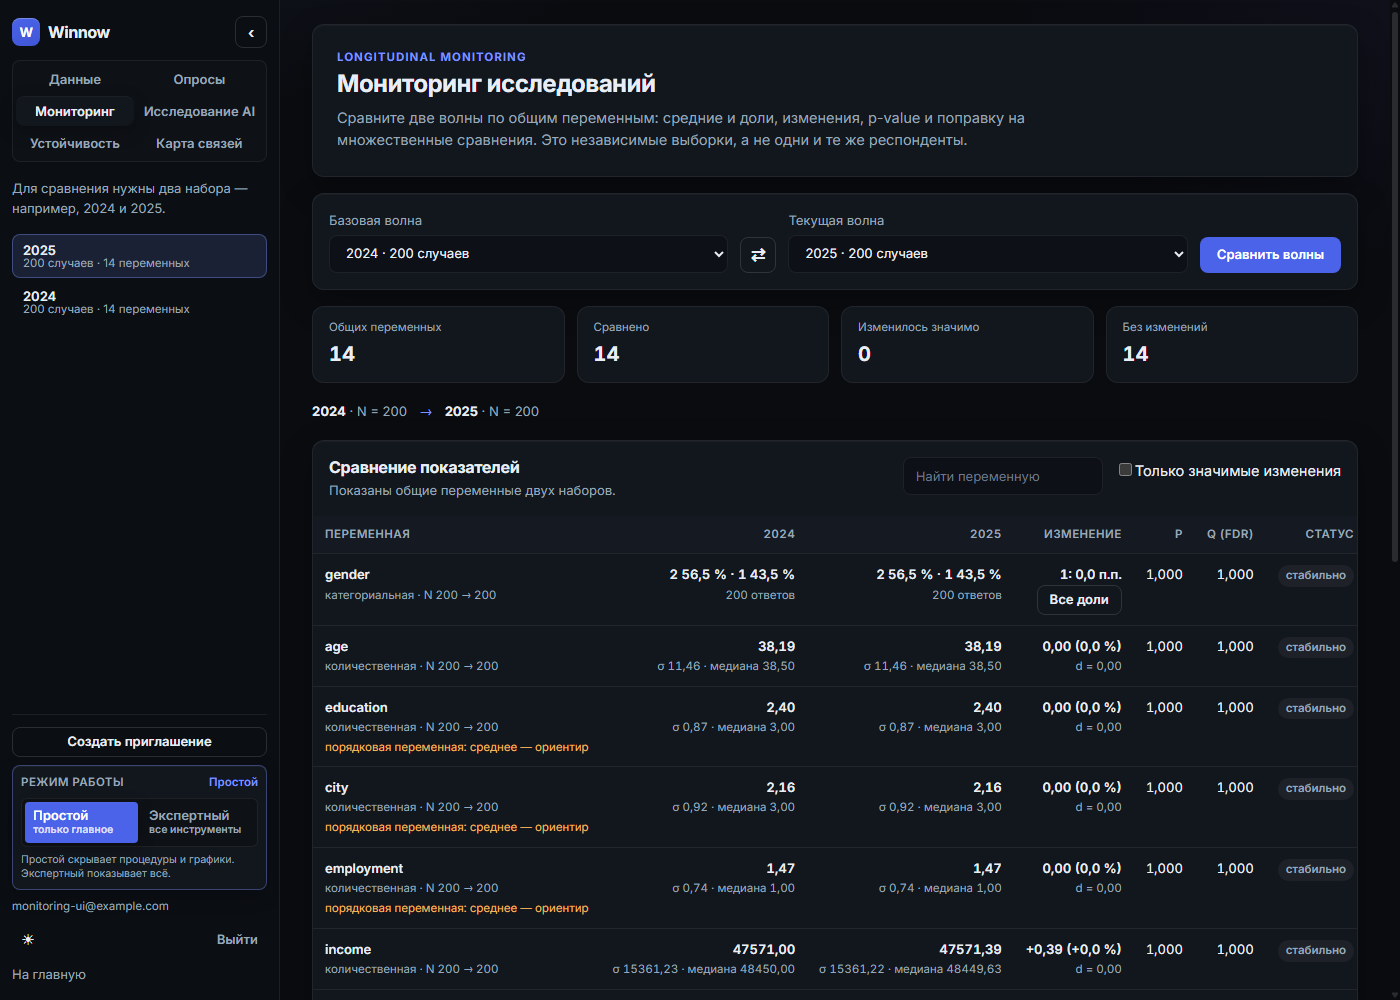 W Winnow ‹
Данные Опросы
Мониторинг Исследование AI
Устойчивость Карта связей
Для сравнения нужны два набора —
например, 2024 и 2025.
2025
200 случаев · 14 переменных
2024
200 случаев · 14 переменных
Создать приглашение
РЕЖИМ РАБОТЫ Простой
Простой Экспертный
только главное все инструменты
Простой скрывает процедуры и графики.
Экспертный показывает всё.
monitoring-ui@example.com
☀ Выйти
На главную
LONGITUDINAL MONITORING
Мониторинг исследований
Сравните две волны по общим переменным: средние и доли, изменения, p-value и поправку на
множественные сравнения. Это независимые выборки, а не одни и те же респонденты.
Базовая волна Текущая волна
2024 · 200 случаев ⇄ 2025 · 200 случаев Сравнить волны
Общих переменных Сравнено Изменилось значимо Без изменений
14 14 0 14
2024 · N = 200 → 2025 · N = 200
Сравнение показателей
Показаны общие переменные двух наборов.
Найти переменную Только значимые изменения
ПЕРЕМЕННАЯ 2024 2025 ИЗМЕНЕНИЕ P Q (FDR) СТАТУС
gender 2 56,5 % · 1 43,5 % 2 56,5 % · 1 43,5 % 1: 0,0 п.п. 1,000 1,000 стабильно
категориальная · N 200 → 200 200 ответов 200 ответов Все доли
age 38,19 38,19 0,00 (0,0 %) 1,000 1,000 стабильно
количественная · N 200 → 200 σ 11,46 · медиана 38,50 σ 11,46 · медиана 38,50 d = 0,00
education 2,40 2,40 0,00 (0,0 %) 1,000 1,000 стабильно
количественная · N 200 → 200 σ 0,87 · медиана 3,00 σ 0,87 · медиана 3,00 d = 0,00
порядковая переменная: среднее — ориентир
city 2,16 2,16 0,00 (0,0 %) 1,000 1,000 стабильно
количественная · N 200 → 200 σ 0,92 · медиана 3,00 σ 0,92 · медиана 3,00 d = 0,00
порядковая переменная: среднее — ориентир
employment 1,47 1,47 0,00 (0,0 %) 1,000 1,000 стабильно
количественная · N 200 → 200 σ 0,74 · медиана 1,00 σ 0,74 · медиана 1,00 d = 0,00
порядковая переменная: среднее — ориентир
income 47571,00 47571,39 +0,39 (+0,0 %) 1,000 1,000 стабильно
количественная · N 200 → 200 σ 15361,23 · медиана 48450,00 σ 15361,22 · медиана 48449,63 d = 0,00